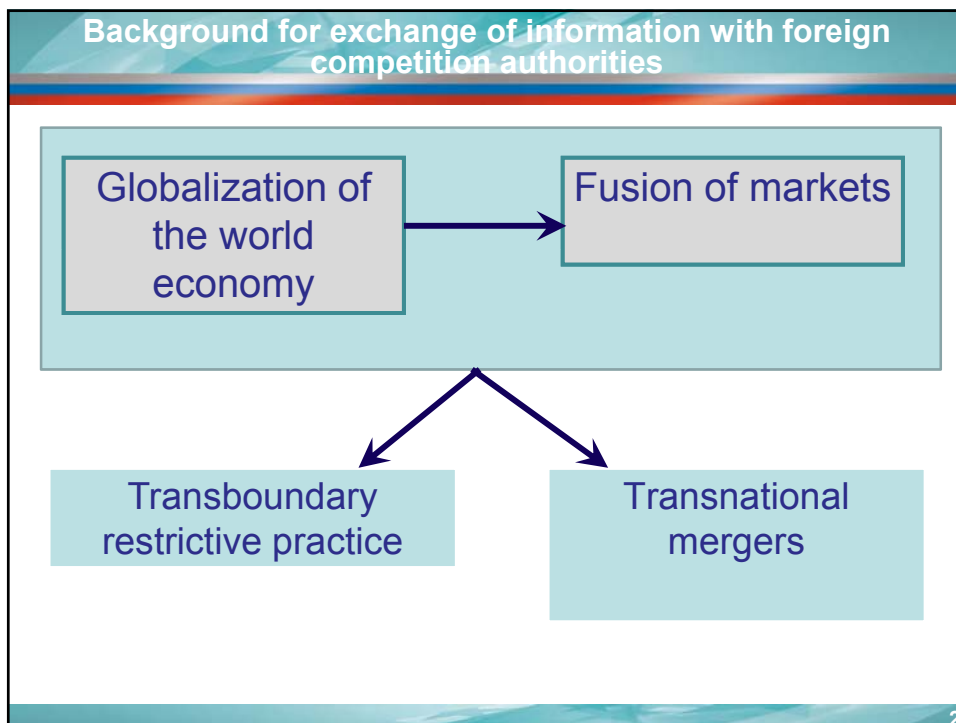 Background for exchange of information with foreign
competition authorities
Globalization of
the world
economy
Fusion of markets
Transboundary
restrictive practice
Transnational
mergers
2